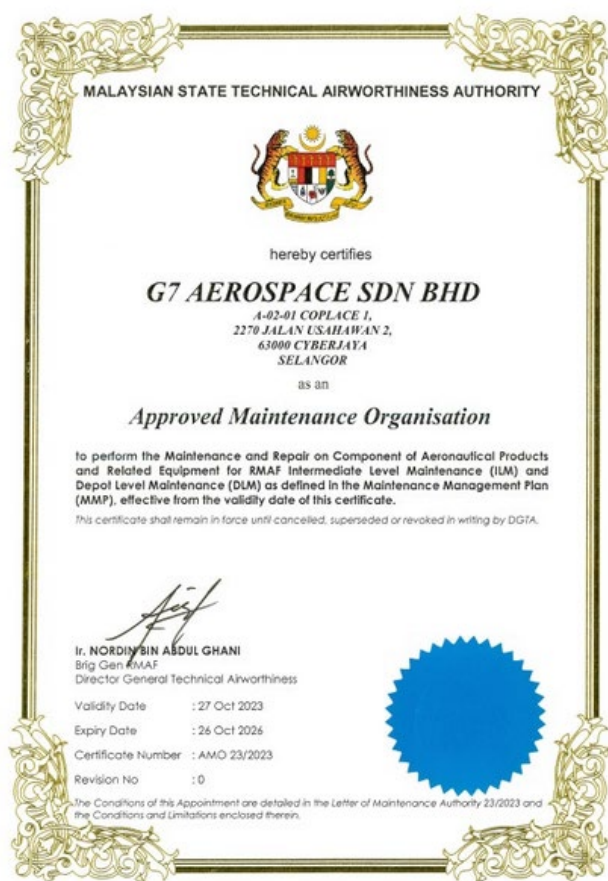 MALAYSIAN STATE TECHNICAL AIRWORTHINESS AUTHORITY
hereby certifies
G7 AEROSPACE SDN BHD
A-02-01 COPLACE 1,
2270 JALAN USAHAWAN 2,
63000 CYBERJAYA
SELANGOR
as an
Approved Maintenance Organisation
to perform the Maintenance and Repair on Component of Aeronautical Products
and Related Equipment for RMAF Intermediate Level Maintenance (ILM) and
Depot Level Maintenance (DLM) as defined in the Maintenance Management Plan
(MMP), effective from the validity date of this certificate.
This certificate shall remain in force until cancelled, superseded or revoked in writing by DGTA.
Ir. NORDIN BIN ABDUL GHANI
Brig Gen RMAF
Director General Technical Airworthiness
Validity Date : 27 Oct 2023
Expiry Date : 26 Oct 2026
Certificate Number : AMO 23/2023
Revision No : 0
The Conditions of this Appointment are detailed in the Letter of Maintenance Authority 23/2023 and
the Conditions and Limitations enclosed therein.